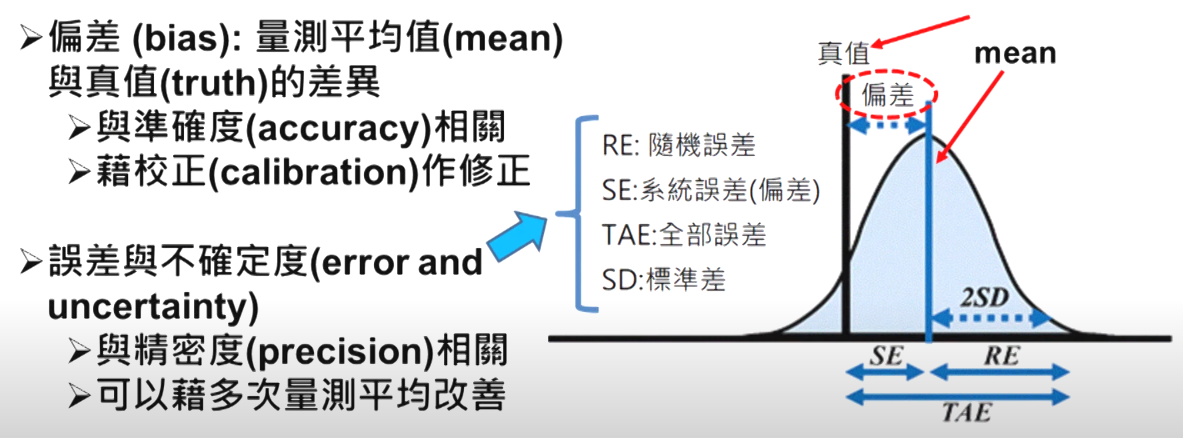 ➢偏差 (bias): 量測平均值(mean)
與真值(truth)的差異
➢與準確度(accuracy)相關
➢藉校正(calibration)作修正
➢誤差與不確定度(error and
uncertainty)
➢與精密度(precision)相關
➢可以藉多次量測平均改善
RE: 隨機誤差
SE:系統誤差(偏差)
TAE:全部誤差
SD:標準差
真值
mean
偏差
2SD
SE
RE
TAE